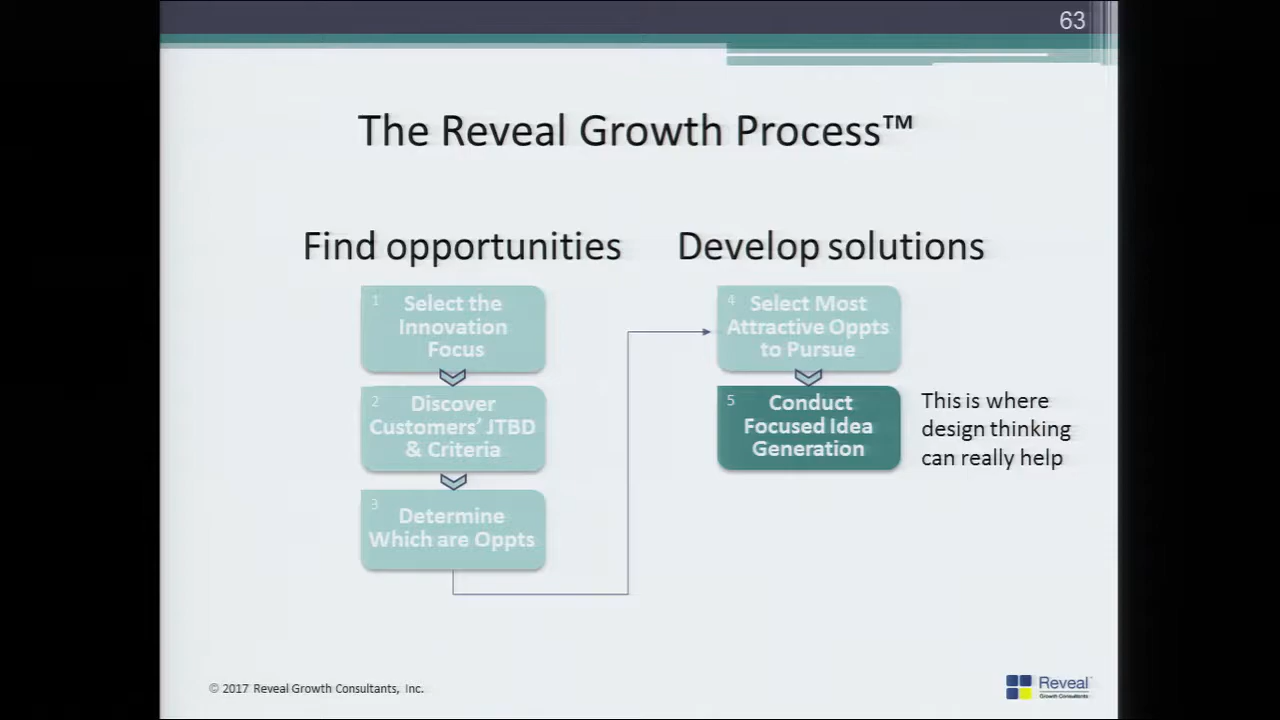 63
The Reveal Growth Process™
Find opportunities
1
Select the
Innovation
Focus
2
Discover
Customers’ JTBD
& Criteria
3
Determine
Which are Oppts
Develop solutions
4
Select Most
Attractive Oppts
to Pursue
5
Conduct
Focused Idea
Generation
This is where
design thinking
can really help
© 2017 Reveal Growth Consultants, Inc.
Reveal
Growth Consultants